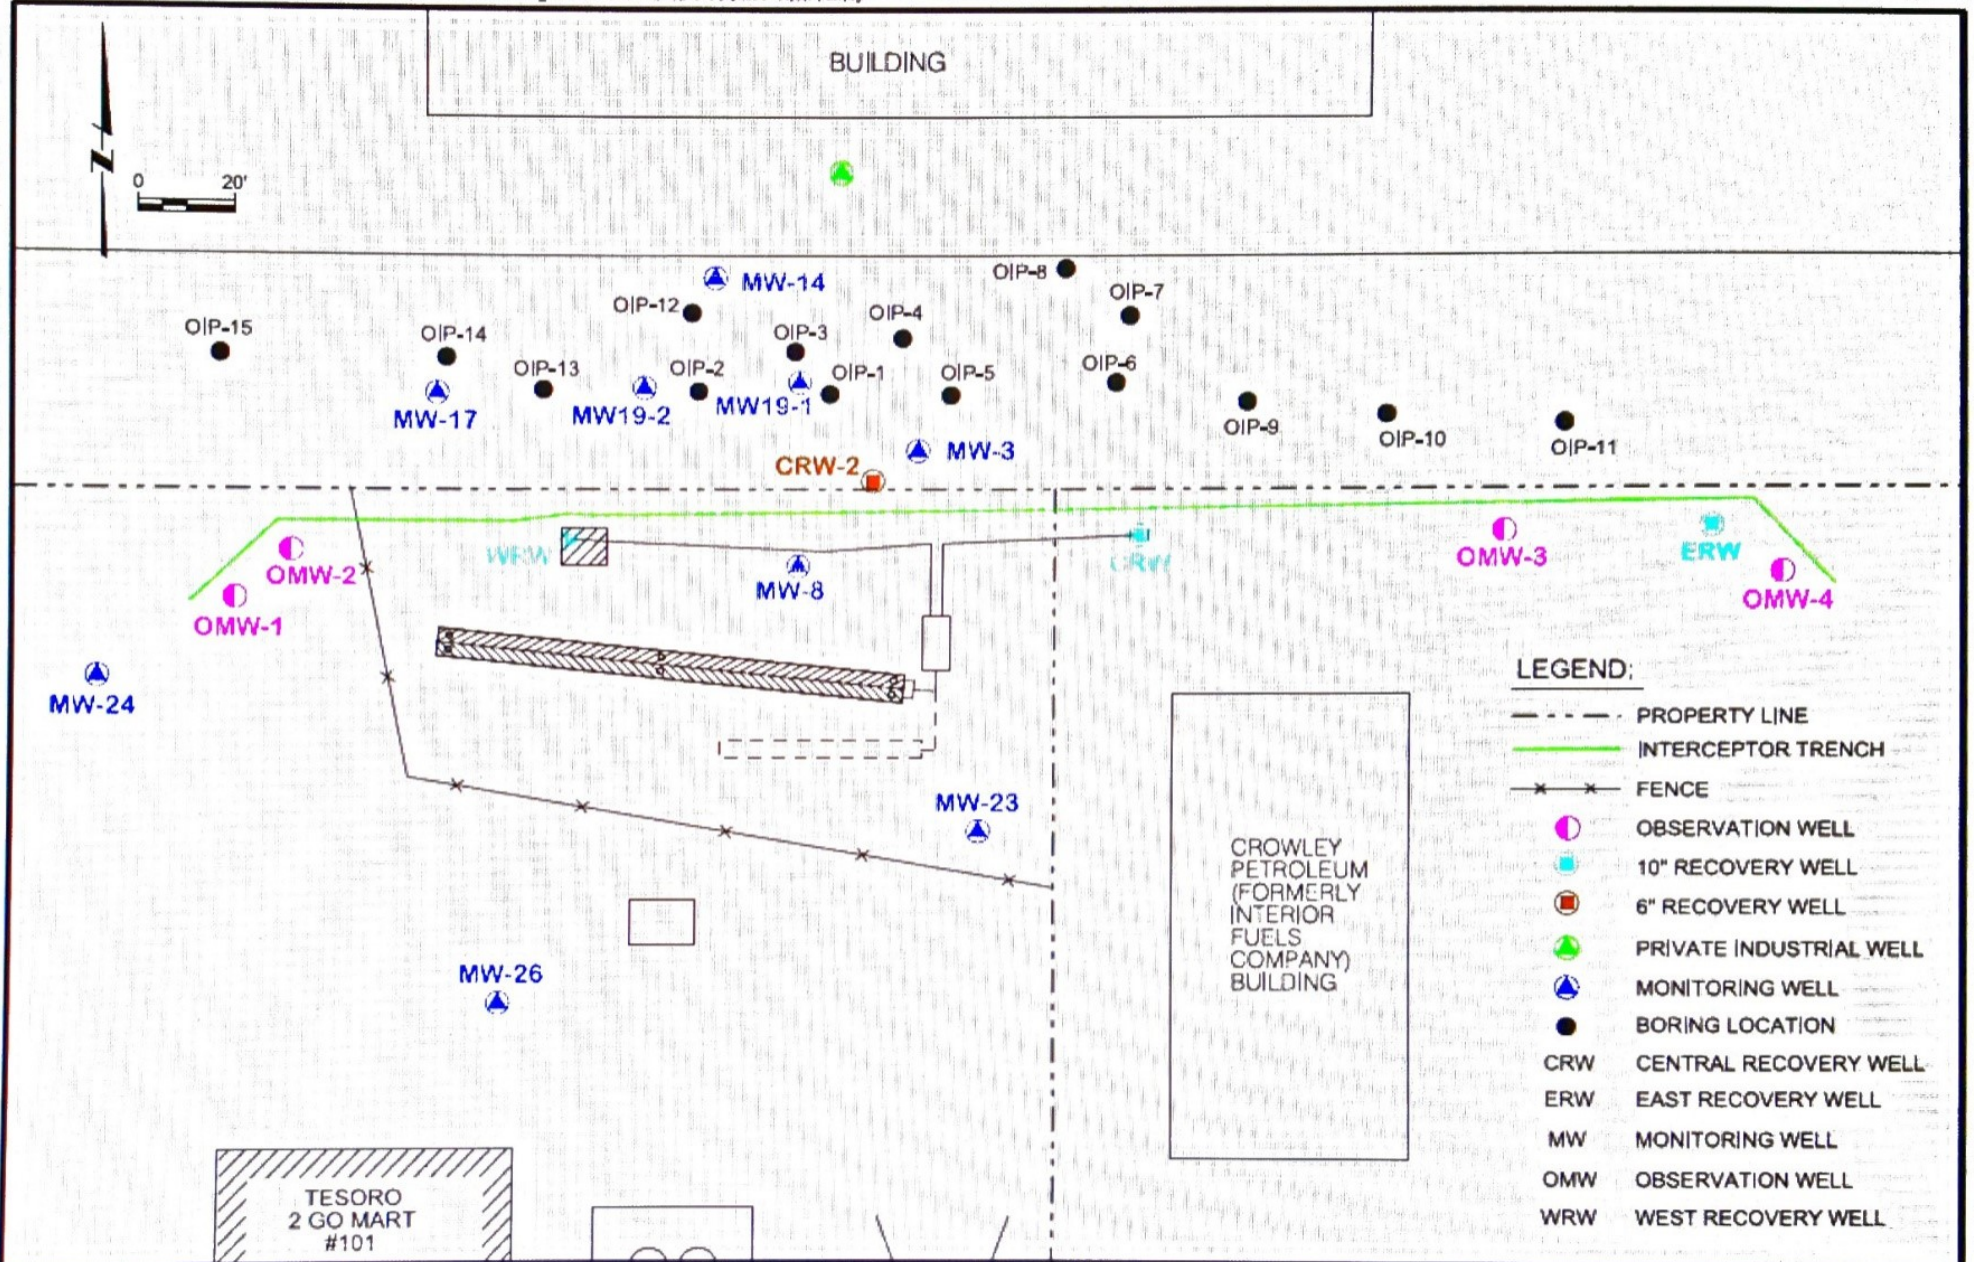 BUILDING
N
0 20'
MW-14
OIP-8
OIP-7
OIP-12
OIP-4
OIP-15
OIP-14
OIP-3
OIP-13
OIP-2
OIP-1
OIP-5
OIP-6
MW-17
MW19-2
MW19-1
OIP-9
OIP-10
OIP-11
MW-3
CRW-2
WRW
CRW
OMW-3
ERW
OMW-2
MW-8
OMW-4
OMW-1
MW-24
MW-23
MW-26
CROWLEY
PETROLEUM
(FORMERLY
INTERIOR
FUELS
COMPANY)
BUILDING
TESORO
2 GO MART
#101
LEGEND:
PROPERTY LINE
INTERCEPTOR TRENCH
FENCE
OBSERVATION WELL
10" RECOVERY WELL
6" RECOVERY WELL
PRIVATE INDUSTRIAL WELL
MONITORING WELL
BORING LOCATION
CRW CENTRAL RECOVERY WELL
ERW EAST RECOVERY WELL
MW MONITORING WELL
OMW OBSERVATION WELL
WRW WEST RECOVERY WELL